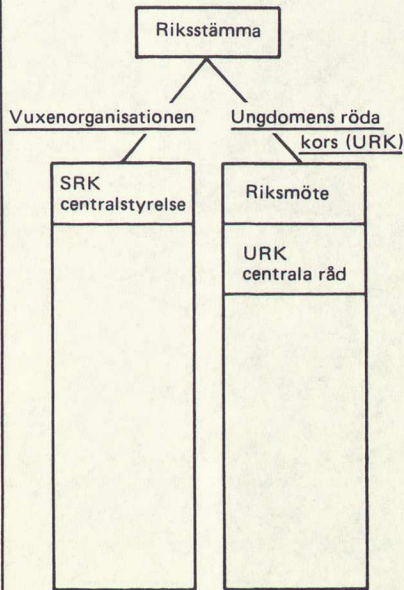 Riksstämma
Vuxenorganisationen
Ungdomens röda
kors (URK)
SRK
centralstyrelse
Riksmöte
URK
centrala råd